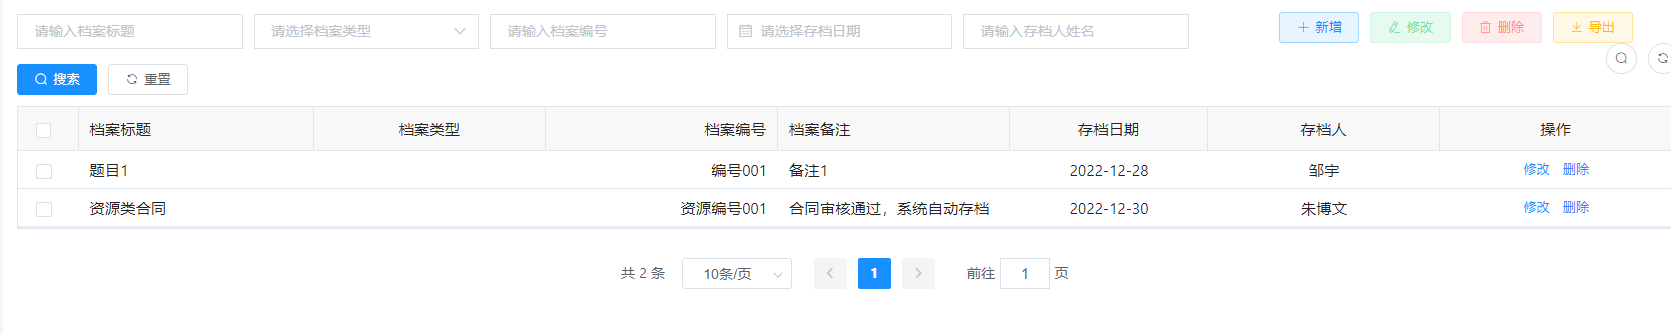 请输入档案标题 请选择档案类型 请输入档案编号 请选择存档日期 请输入存档人姓名 新增 修改 删除 导出
搜索 重置
档案标题 档案类型 档案编号 档案备注 存档日期 存档人 操作
题目1 编号001 备注1 2022-12-28 邹宇 修改 删除
资源类合同 资源编号001 合同审核通过，系统自动存档 2022-12-30 朱博文 修改 删除
共 2 条 10条/页 1 前往 1 页